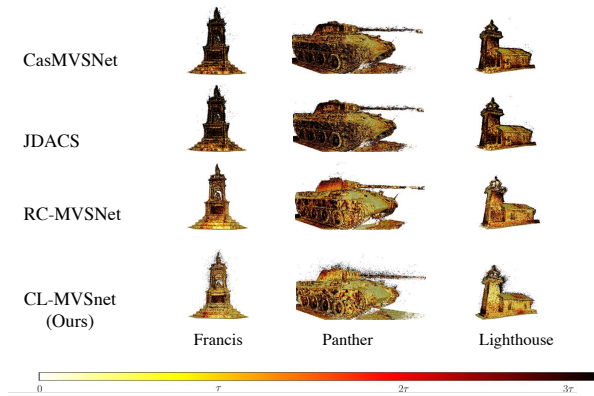 CasMVSNet
JDACS
RC-MVSNet
CL-MVSnet
(Ours)
Francis Panther Lighthouse
0 τ 2τ 3τ